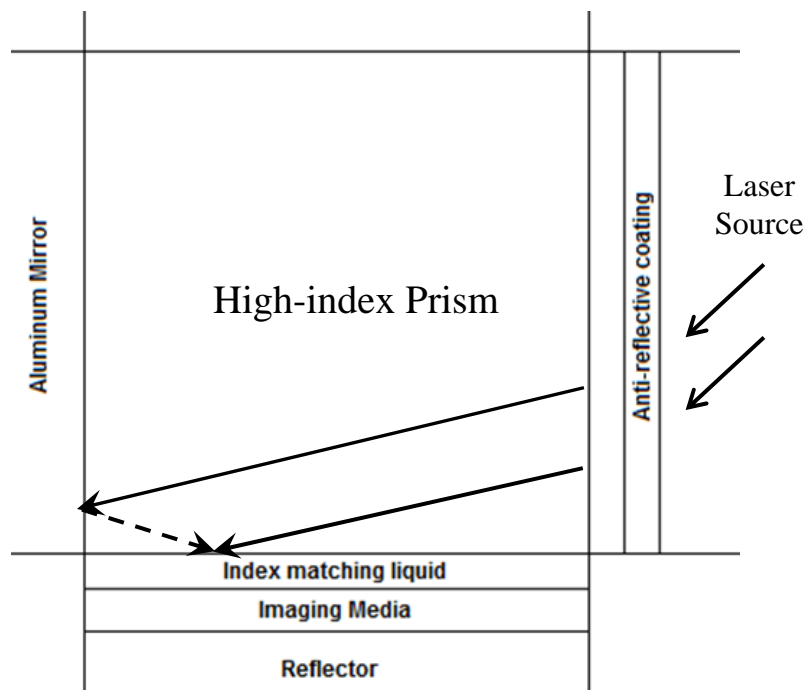 Laser
Source
Aluminum Mirror
High-index Prism
Anti-reflective coating
Index matching liquid
Imaging Media
Reflector